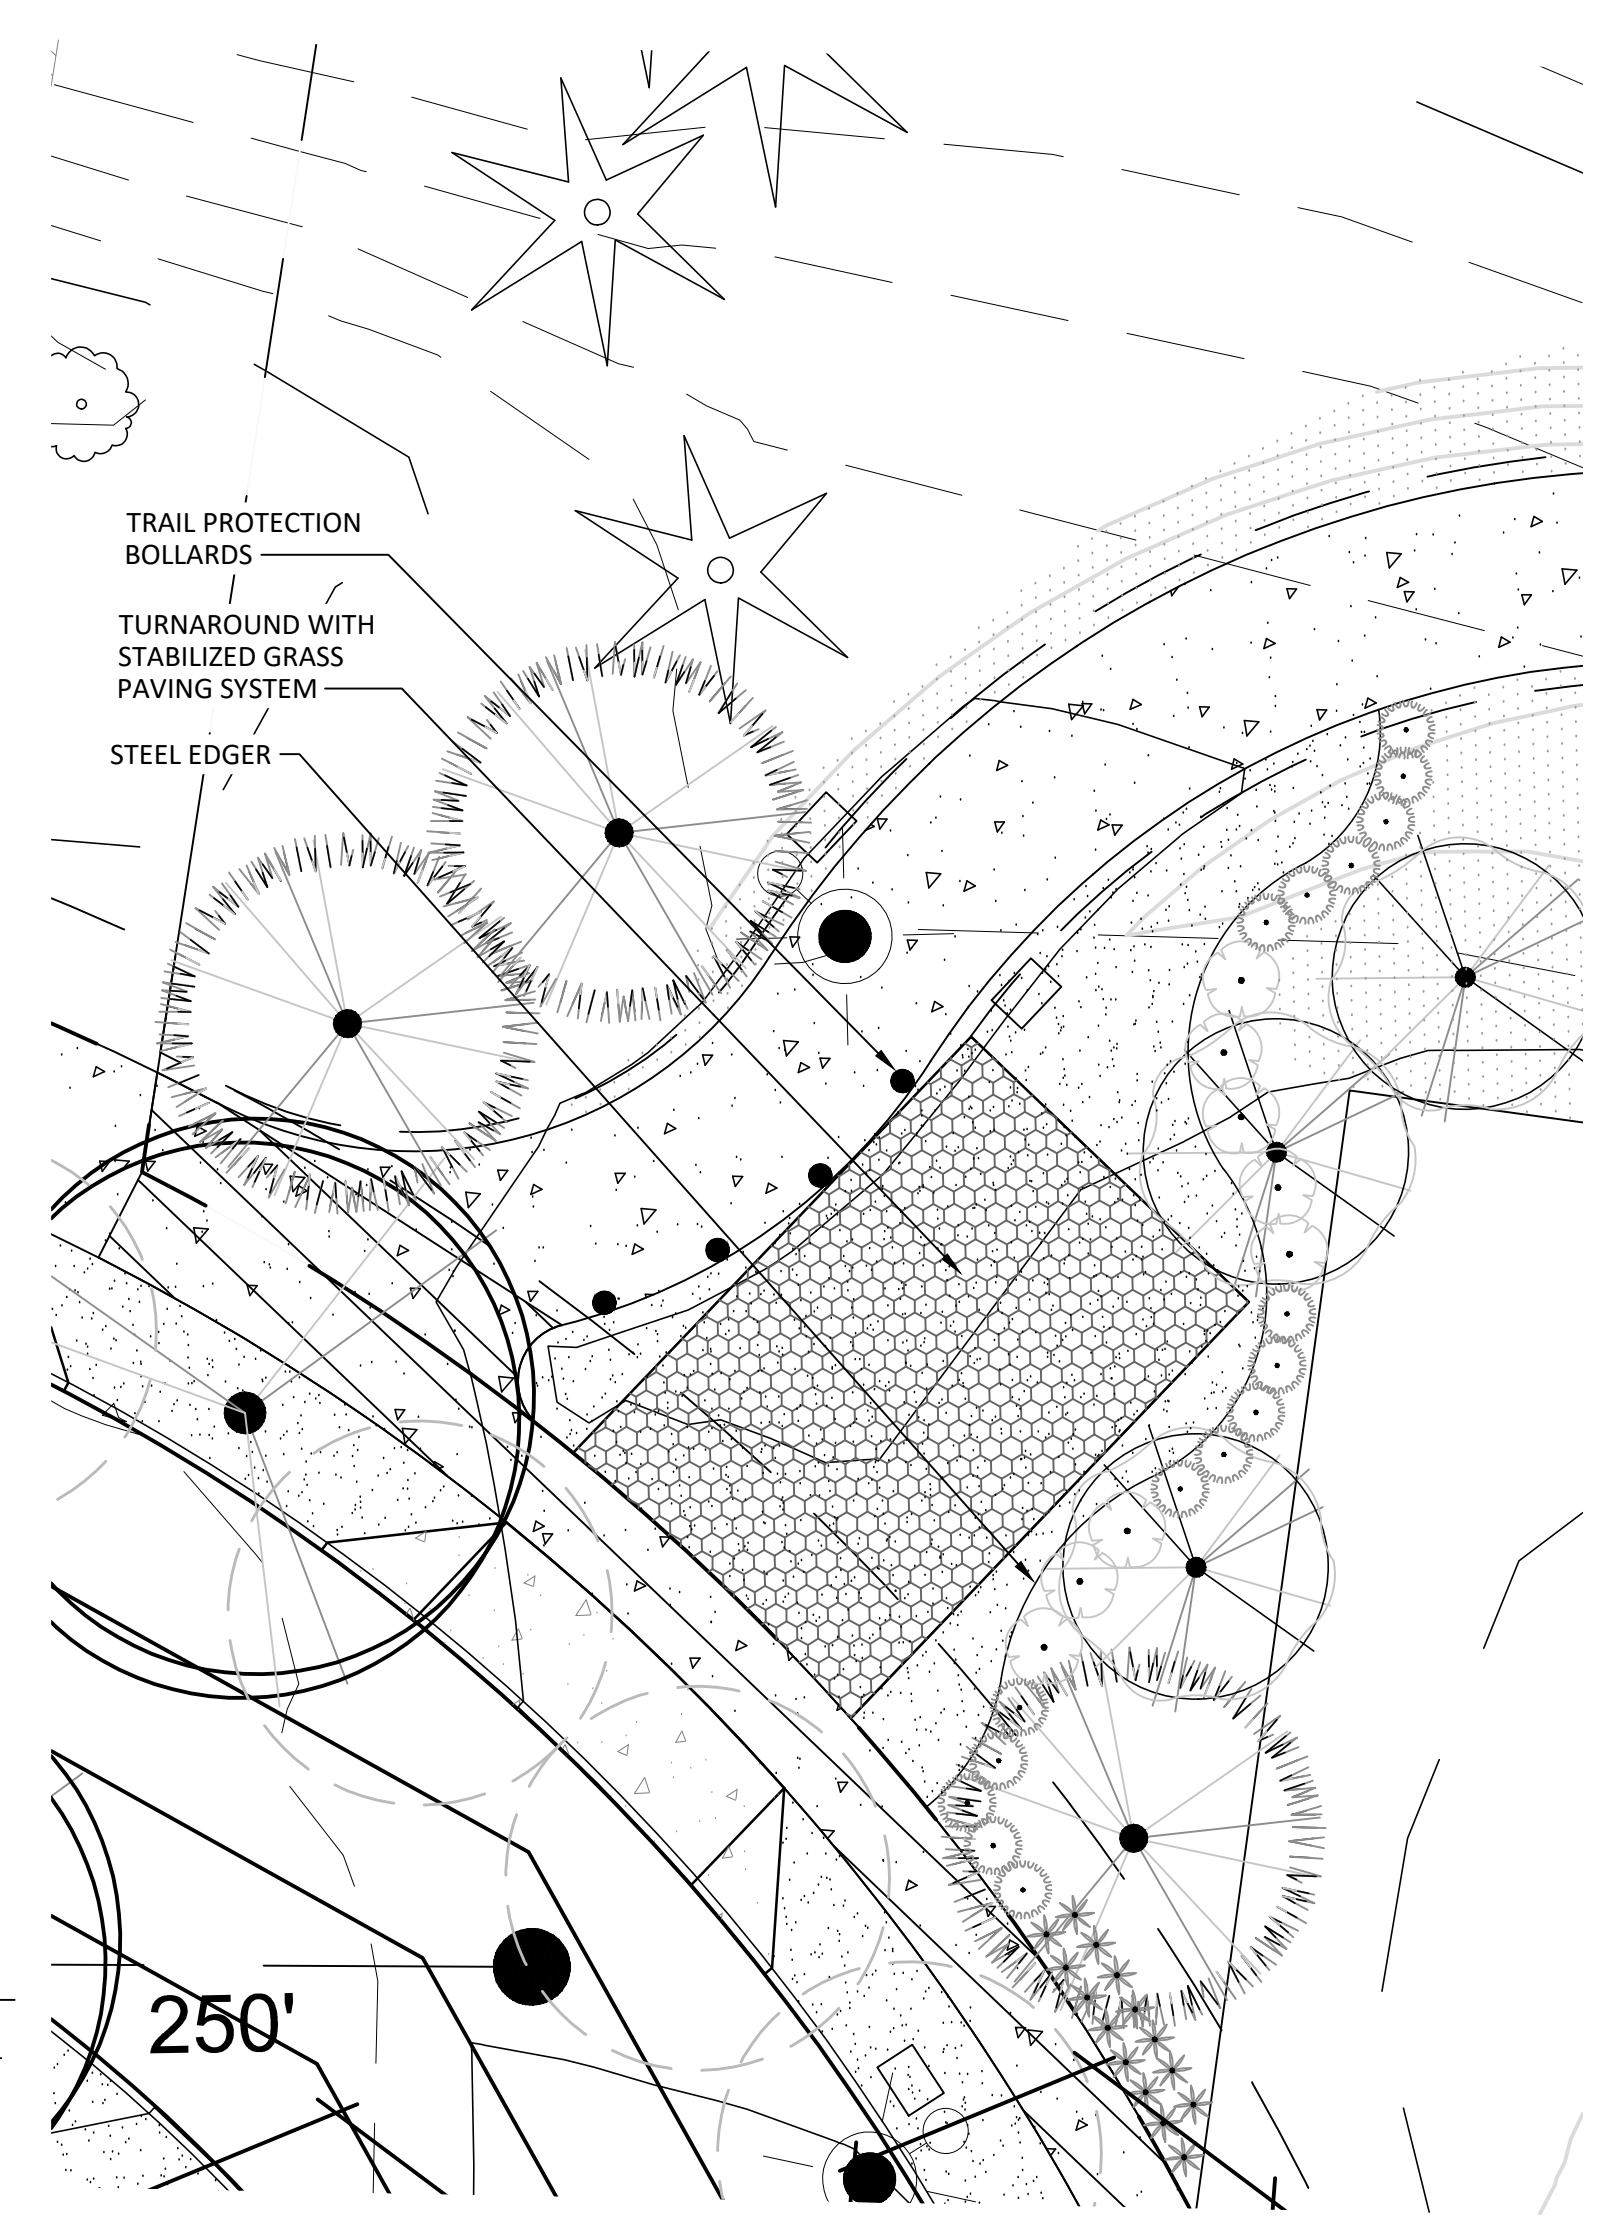 TRAIL PROTECTION
BOLLARDS
TURNAROUND WITH
STABILIZED GRASS
PAVING SYSTEM
STEEL EDGER
250'